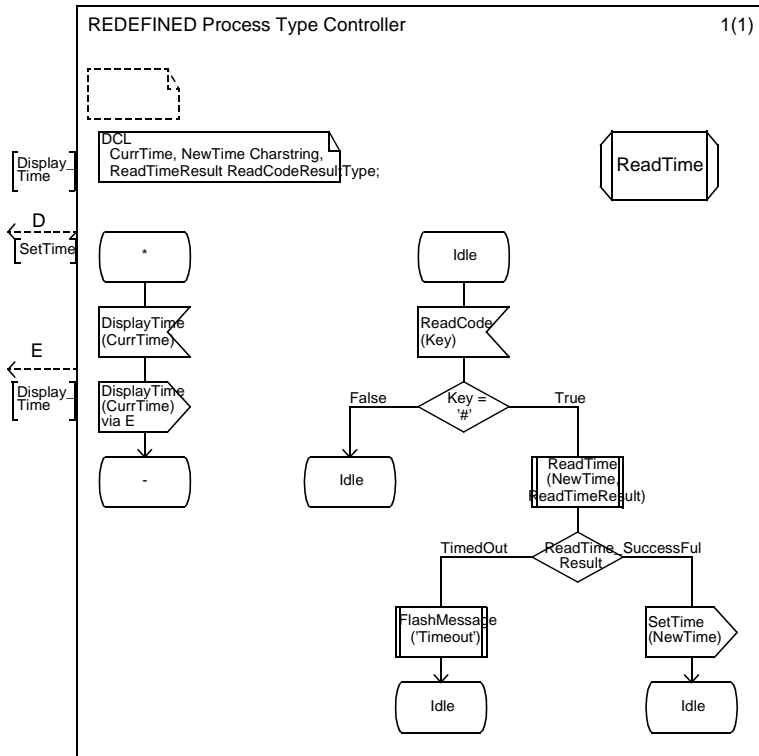 REDEFINED Process Type Controller
1(1)
DCL
CurrTime, NewTime Charstring,
ReadTimeResult ReadCodeResultType;
ReadTime
Display_
Time
D
SetTime
E
Display_
Time
*
DisplayTime
(CurrTime)
DisplayTime
(CurrTime)
via E
-
Idle
ReadCode
(Key)
Key =
'#'
False
True
Idle
ReadTime
(NewTime,
ReadTimeResult)
ReadTime_
Result
TimedOut
SuccessFul
FlashMessage
('Timeout')
SetTime
(NewTime)
Idle
Idle